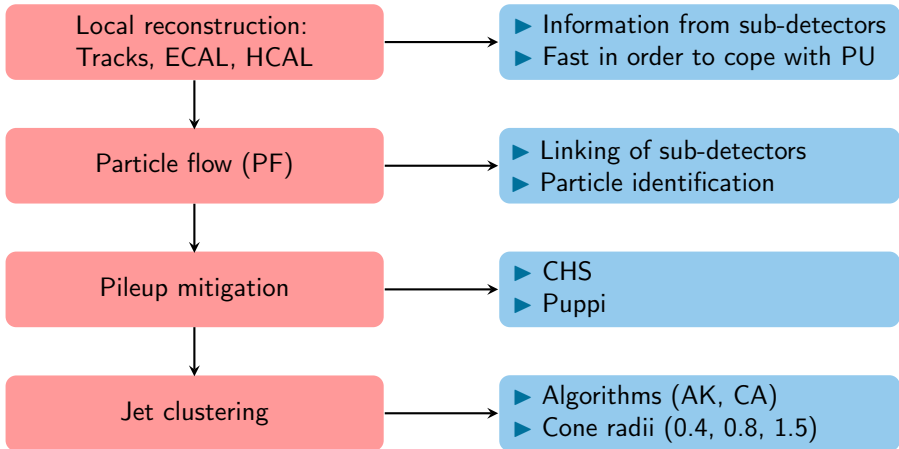 Local reconstruction:
Tracks, ECAL, HCAL
▶ Information from sub-detectors
▶ Fast in order to cope with PU
Particle flow (PF)
▶ Linking of sub-detectors
▶ Particle identification
Pileup mitigation
▶ CHS
▶ Puppi
Jet clustering
▶ Algorithms (AK, CA)
▶ Cone radii (0.4, 0.8, 1.5)